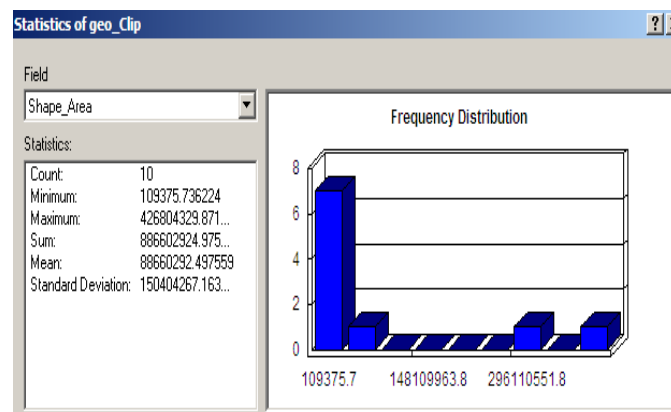 Statistics of geo_Clip
?
Field
Shape_Area
Statistics:
Count: 10
Minimum: 109375.736224
Maximum: 426804329.871...
Sum: 886602924.975...
Mean: 88660292.497559
Standard Deviation: 150404267.163...
Frequency Distribution
8
6
4
2
0
109375.7 148109963.8 296110551.8